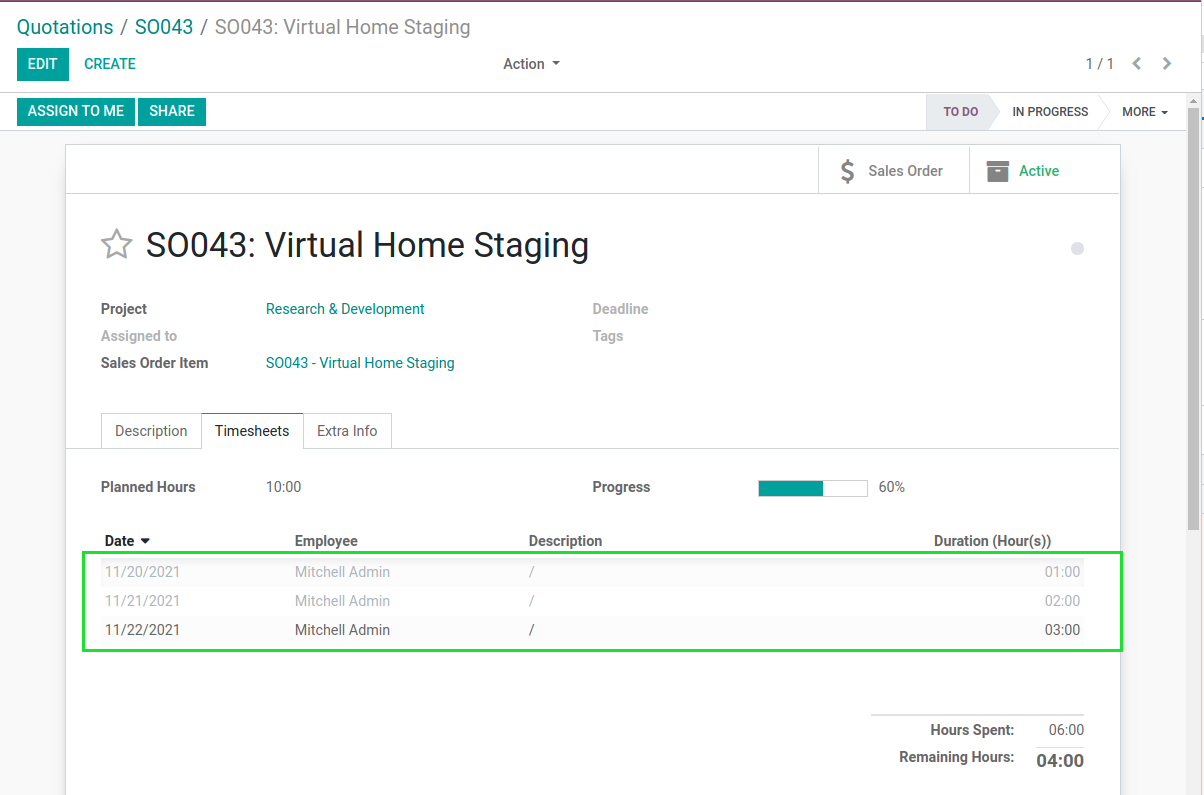 Quotations / SO043 / SO043: Virtual Home Staging
EDIT CREATE Action 1 / 1
ASSIGN TO ME SHARE TO DO IN PROGRESS MORE
$ Sales Order Active
SO043: Virtual Home Staging
Project Research & Development Deadline
Assigned to Tags
Sales Order Item SO043 - Virtual Home Staging
Description Timesheets Extra Info
Planned Hours 10:00 Progress 60%
Date Employee Description Duration (Hour(s))
11/20/2021 Mitchell Admin / 01:00
11/21/2021 Mitchell Admin / 02:00
11/22/2021 Mitchell Admin / 03:00
Hours Spent: 06:00
Remaining Hours: 04:00